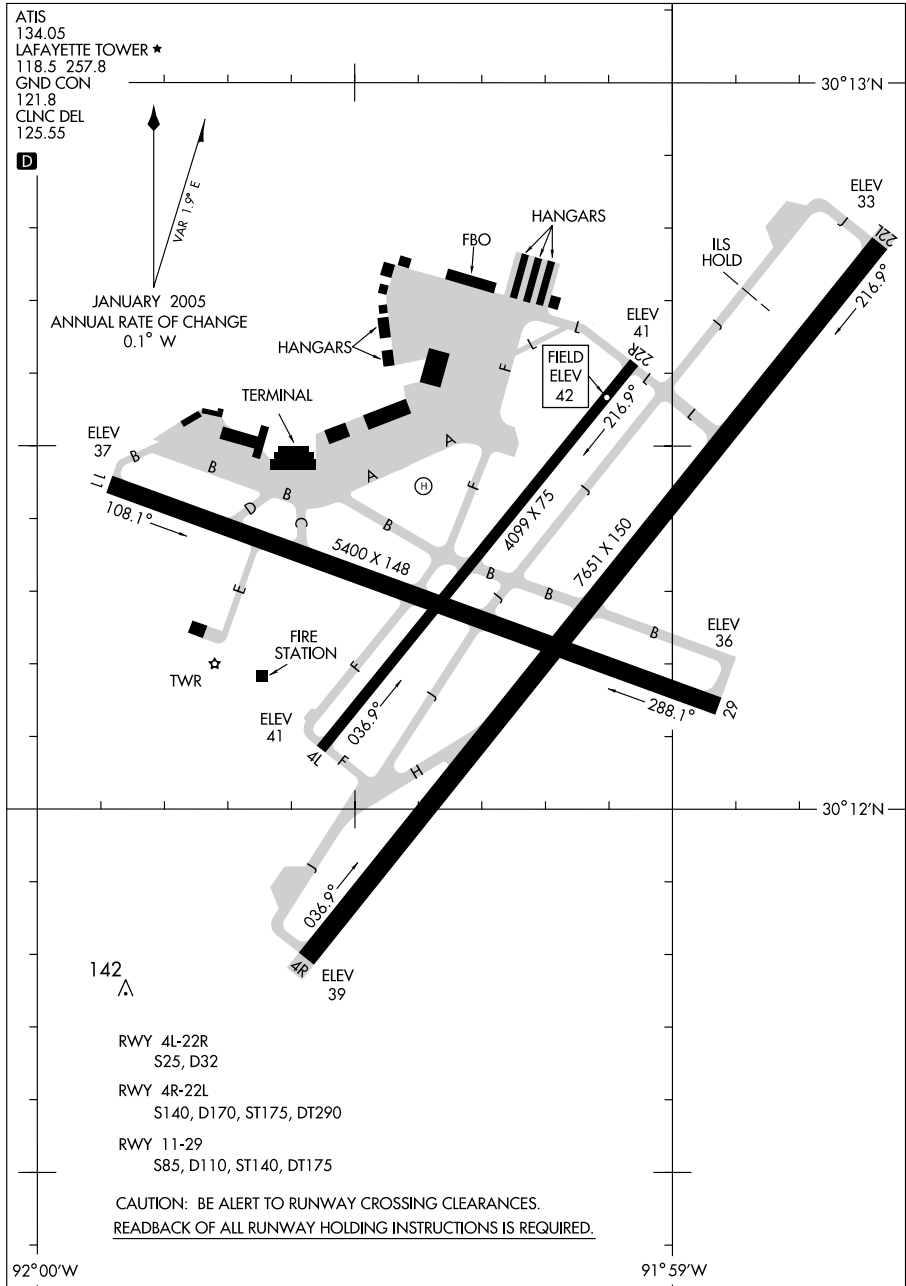 ATIS
134.05
LAFAYETTE TOWER ★
118.5 257.8
GND CON
121.8
CLNC DEL
125.55
D
30°13'N
VAR 1.9° E
JANUARY 2005
ANNUAL RATE OF CHANGE
0.1° W
ELEV
33
22L
216.9°
J
ILS
HOLD
J
HANGARS
FBO
HANGARS
L
L
F
ELEV
41
22R
FIELD
ELEV
42
216.9°
L
L
TERMINAL
ELEV
37
B
B
B
A
A
11
108.1°
D
C
H
F
B
5400 X 148
4099 X 75
J
7651 X 150
B
B
B
J
E
ELEV
36
TWR
FIRE
STATION
F
036.9°
J
288.1°
29
ELEV
41
4L
F
H
30°12'N
J
036.9°
4R
ELEV
39
142
RWY 4L-22R
S25, D32
RWY 4R-22L
S140, D170, ST175, DT290
RWY 11-29
S85, D110, ST140, DT175
CAUTION: BE ALERT TO RUNWAY CROSSING CLEARANCES.
READBACK OF ALL RUNWAY HOLDING INSTRUCTIONS IS REQUIRED.
92°00'W
91°59'W